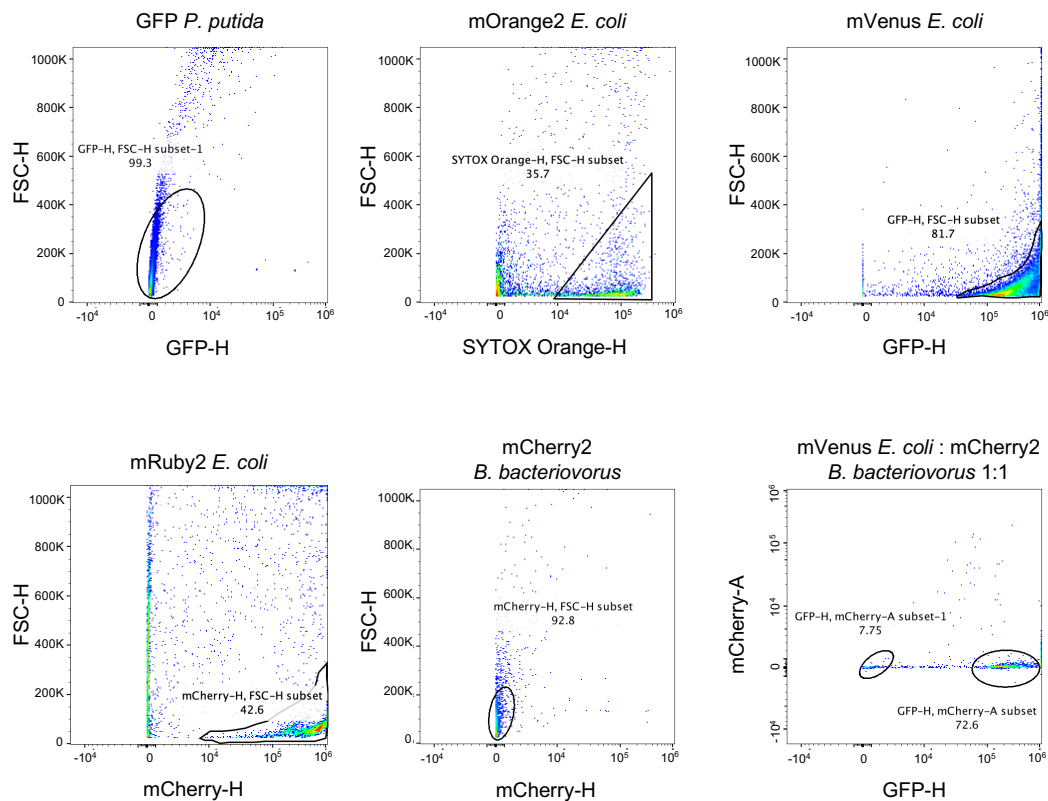 GFP P. putida
1000K
800K
600K
400K
200K
0
FSC-H
GFP-H, FSC-H subset-1
99.3
-10⁴
0
10⁴
10⁵
10⁶
GFP-H
mOrange2 E. coli
1000K
800K
600K
400K
200K
0
FSC-H
SYTOX Orange-H, FSC-H subset
35.7
-10⁴
0
10⁴
10⁵
10⁶
SYTOX Orange-H
mVenus E. coli
1000K
800K
600K
400K
200K
0
FSC-H
GFP-H, FSC-H subset
81.7
-10⁴
0
10⁴
10⁵
10⁶
GFP-H
mRuby2 E. coli
1000K
800K
600K
400K
200K
0
FSC-H
mCherry-H, FSC-H subset
42.6
-10⁴
0
10⁴
10⁵
10⁶
mCherry-H
mCherry2
B. bacteriovorus
1000K
800K
600K
400K
200K
0.
FSC-H
mCherry-H, FSC-H subset
92.8
-10⁴
0
10⁴
10⁵
10⁶
mCherry-H
mVenus E. coli : mCherry2
B. bacteriovorus 1:1
10⁶
10⁵
10⁴
0
-10⁴
mCherry-A
GFP-H, mCherry-A subset-1
7.75
GFP-H, mCherry-A subset
72.6
-10⁴
0
10⁴
10⁵
10⁶
GFP-H